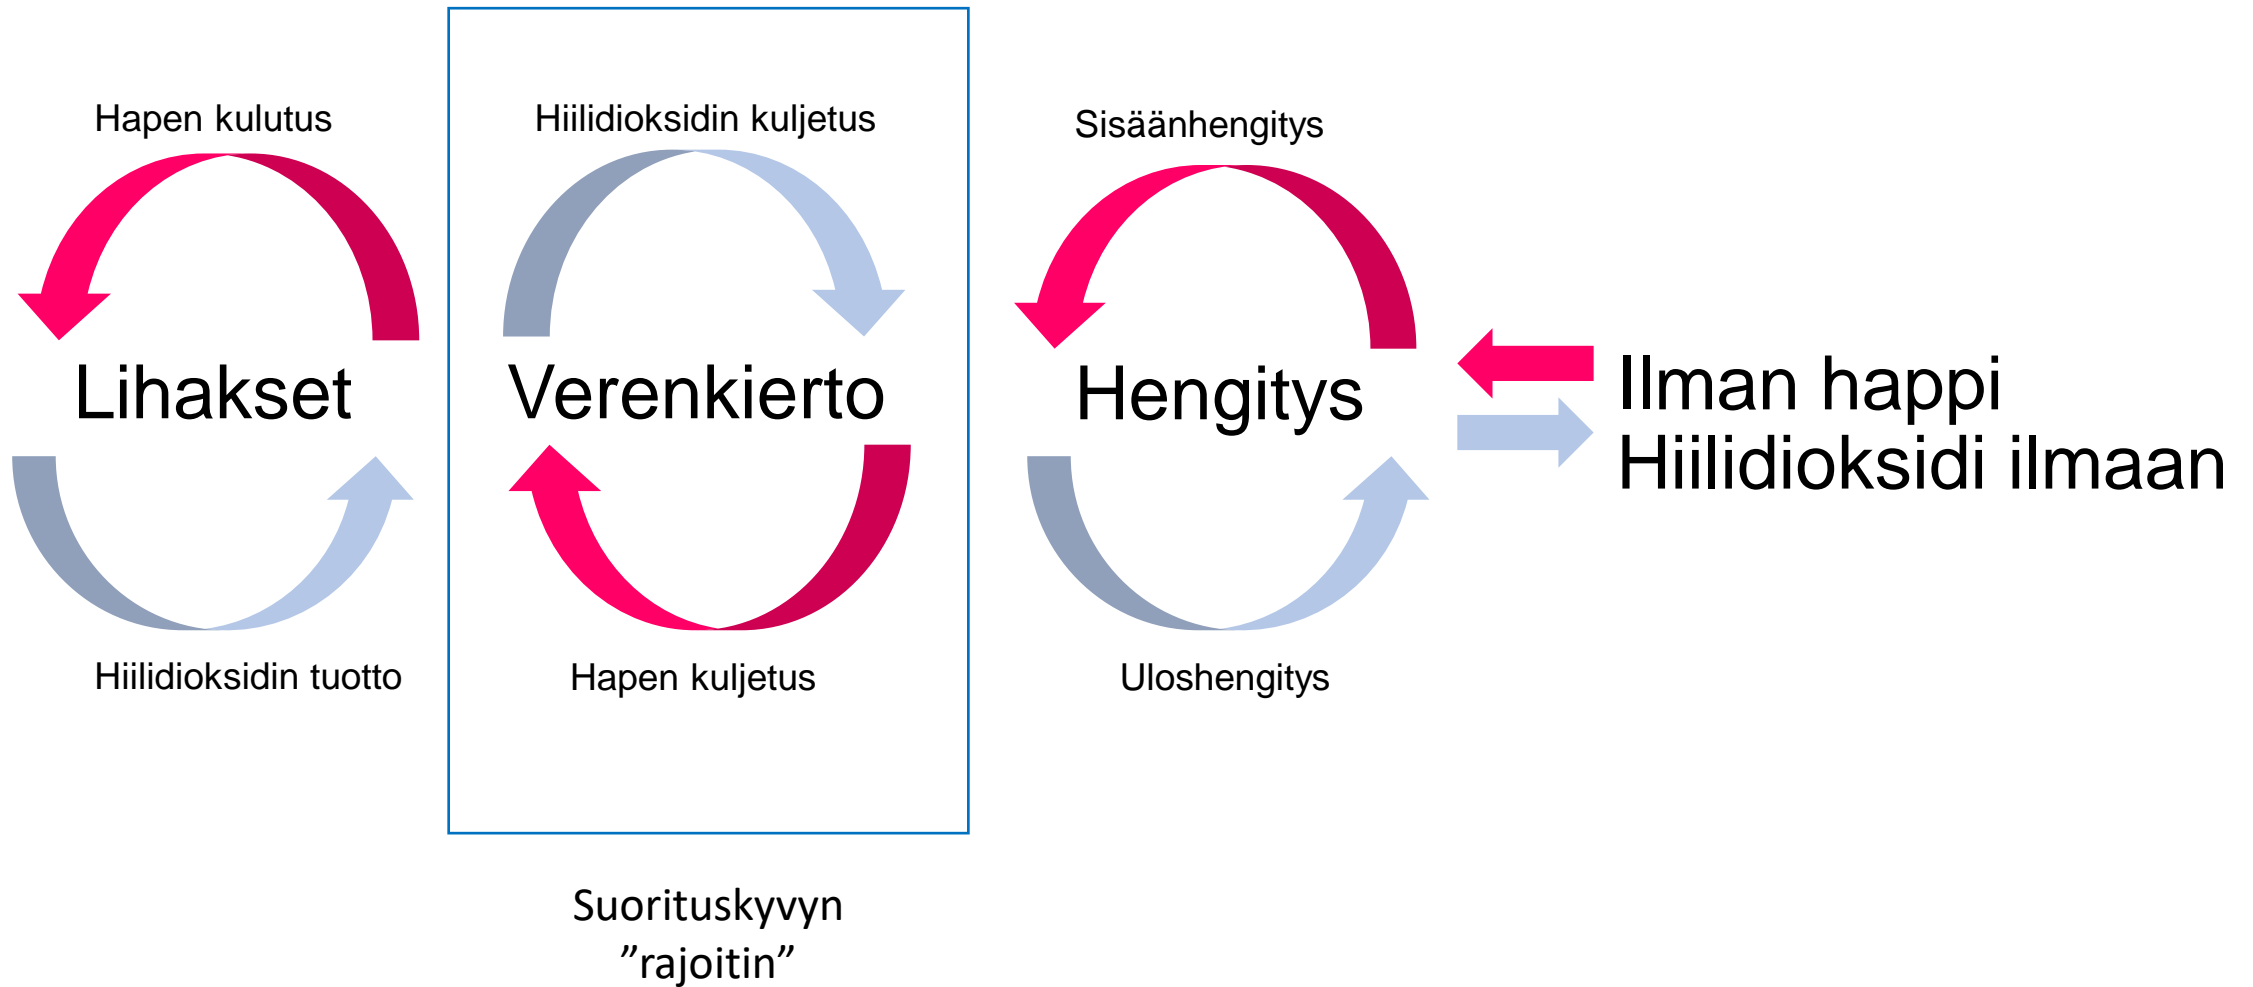 Hapen kulutus
Hiilidioksidin kuljetus
Sisäänhengitys
Lihakset
Verenkierto
Hengitys
Ilman happi
Hiilidioksidi ilmaan
Hiilidioksidin tuotto
Hapen kuljetus
Uloshengitys
Suorituskyvyn
”rajoitin”